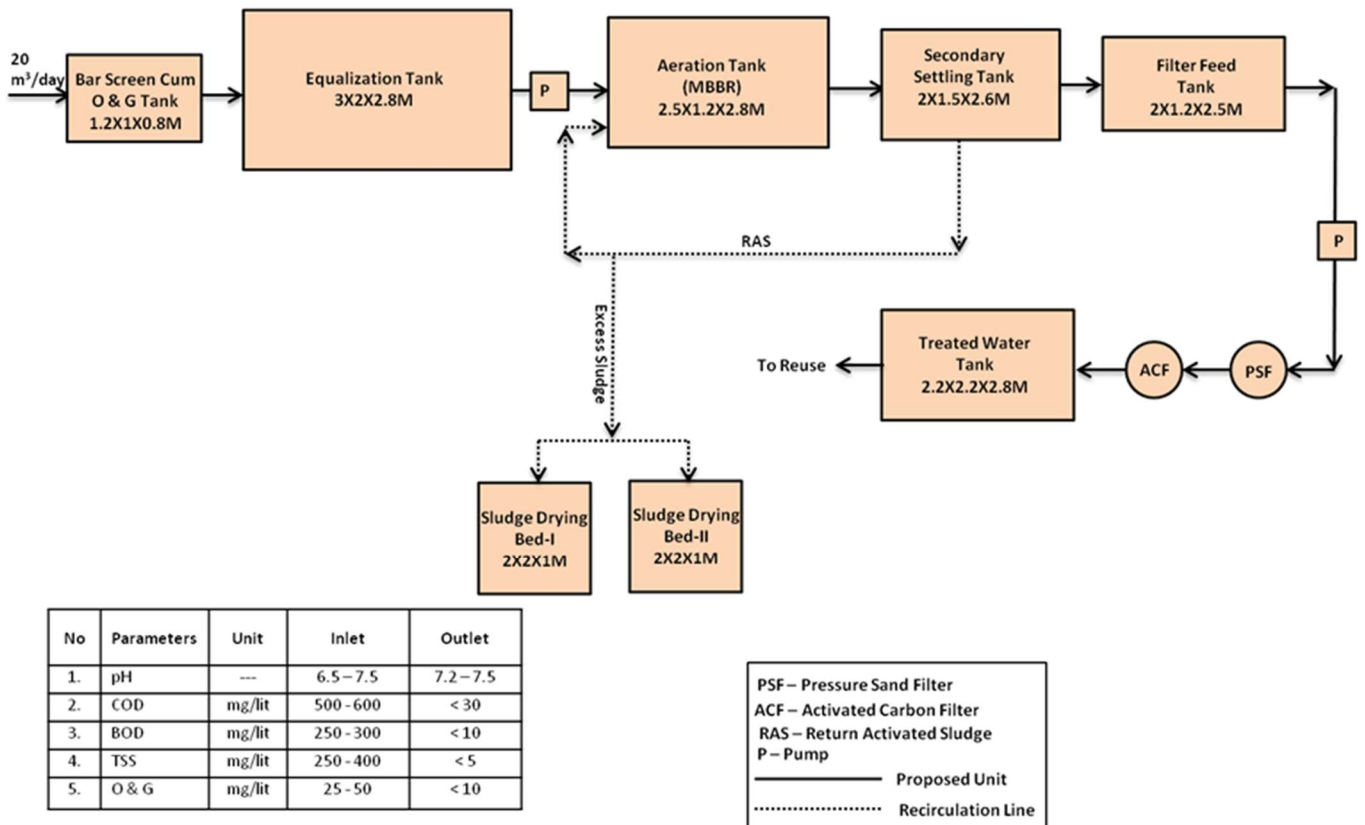 20
m³/day
Bar Screen Cum
O & G Tank
1.2X1X0.8M
Equalization Tank
3X2X2.8M
P
Aeration Tank
(MBBR)
2.5X1.2X2.8M
Secondary
Settling Tank
2X1.5X2.6M
Filter Feed
Tank
2X1.2X2.5M
P
RAS
Excess Sludge
To Reuse
Treated Water
Tank
2.2X2.2X2.8M
ACF
PSF
Sludge Drying
Bed-I
2X2X1M
Sludge Drying
Bed-II
2X2X1M
No Parameters Unit Inlet Outlet
1. pH --- 6.5–7.5 7.2–7.5
2. COD mg/lit 500-600 <30
3. BOD mg/lit 250-300 <10
4. TSS mg/lit 250-400 <5
5. O & G mg/lit 25-50 <10
PSF – Pressure Sand Filter
ACF – Activated Carbon Filter
RAS – Return Activated Sludge
P – Pump
Proposed Unit
Recirculation Line